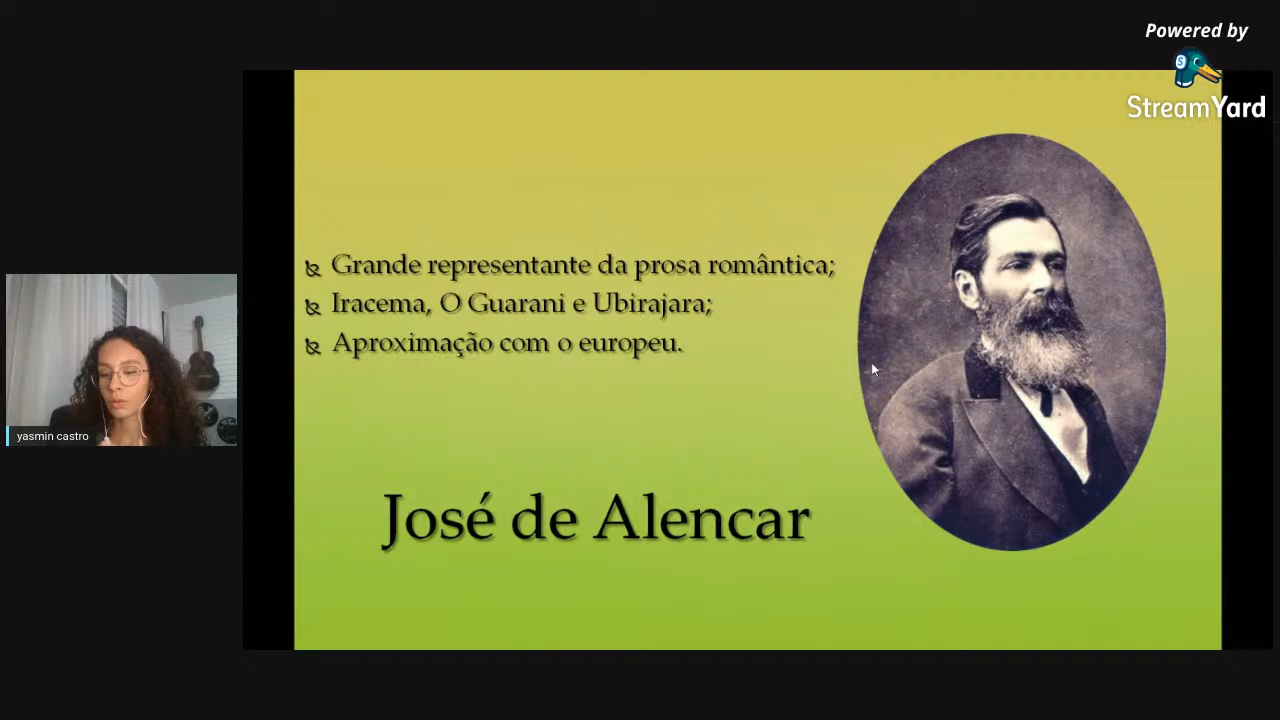 Powered by
StreamYard
Grande representante da prosa romântica;
Iracema, O Guarani e Ubirajara;
Aproximação com o europeu.
José de Alencar
yasmin castro